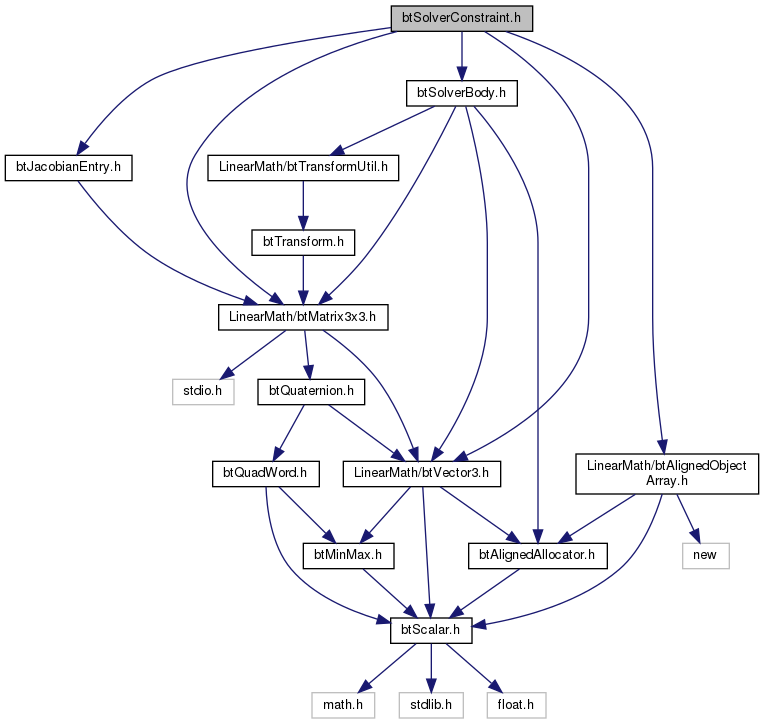 btSolverConstraint.h
btSolverBody.h
btJacobianEntry.h
LinearMath/btTransformUtil.h
btTransform.h
LinearMath/btMatrix3x3.h
stdio.h
btQuaternion.h
btQuadWord.h
LinearMath/btVector3.h
LinearMath/btAlignedObject
Array.h
btMinMax.h
btAlignedAllocator.h
new
btScalar.h
math.h
stdlib.h
float.h